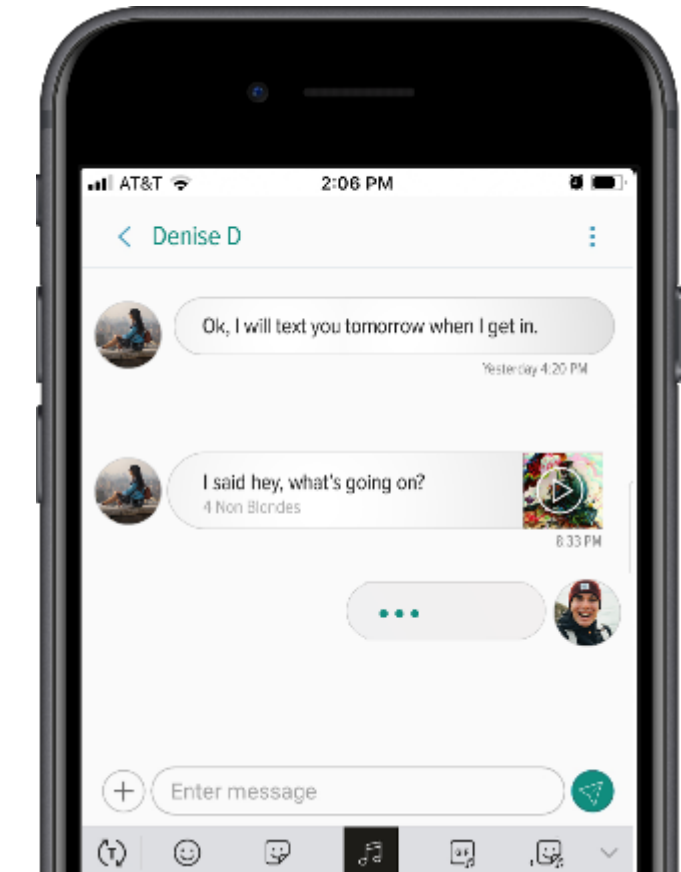 AT&T 2:06 PM
Denise D
Ok, I will text you tomorrow when I get in.
Yesterday 4:20 PM
I said hey, what's going on?
4 Non Blondes
8:33 PM
Enter message
T
GIF